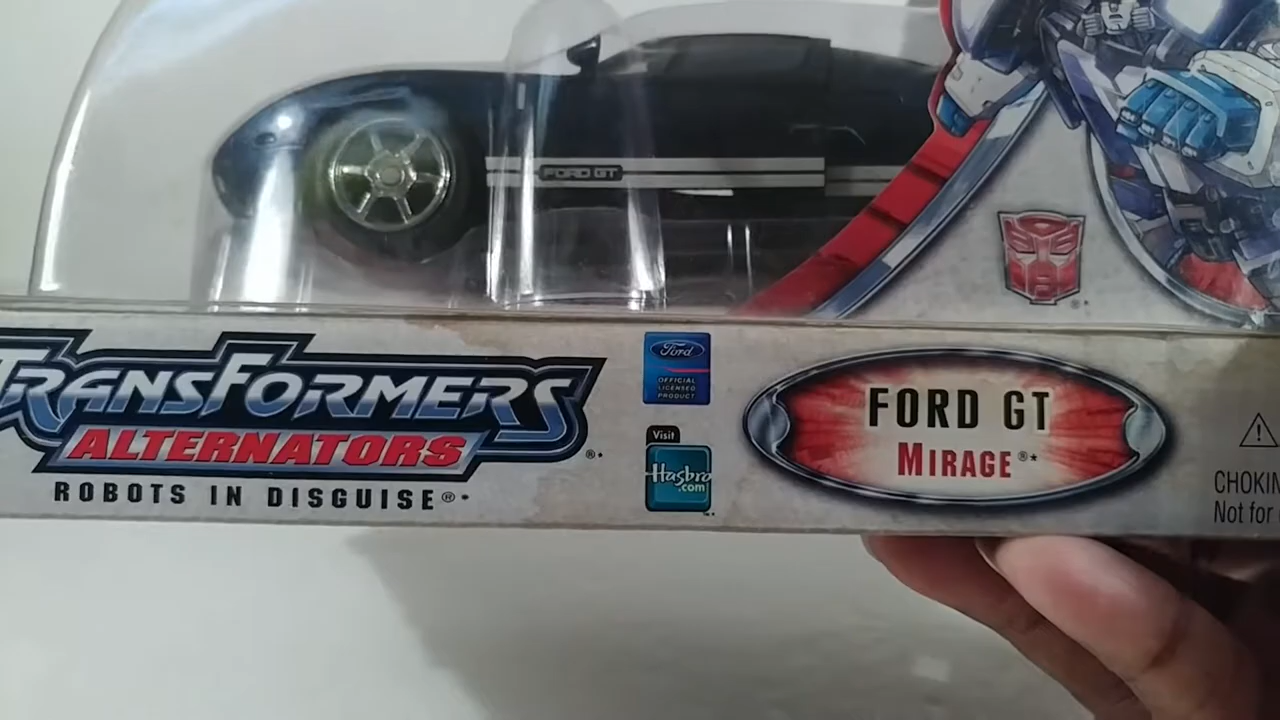 FORD GT
TRANSFORMERS
ALTERNATORS ®•
ROBOTS IN DISGUISE®•
Ford
OFFICIAL
LICENSED
PRODUCT
Visit
Hasbro
.com
FORD GT
MIRAGE®*
CHOKIN
Not for